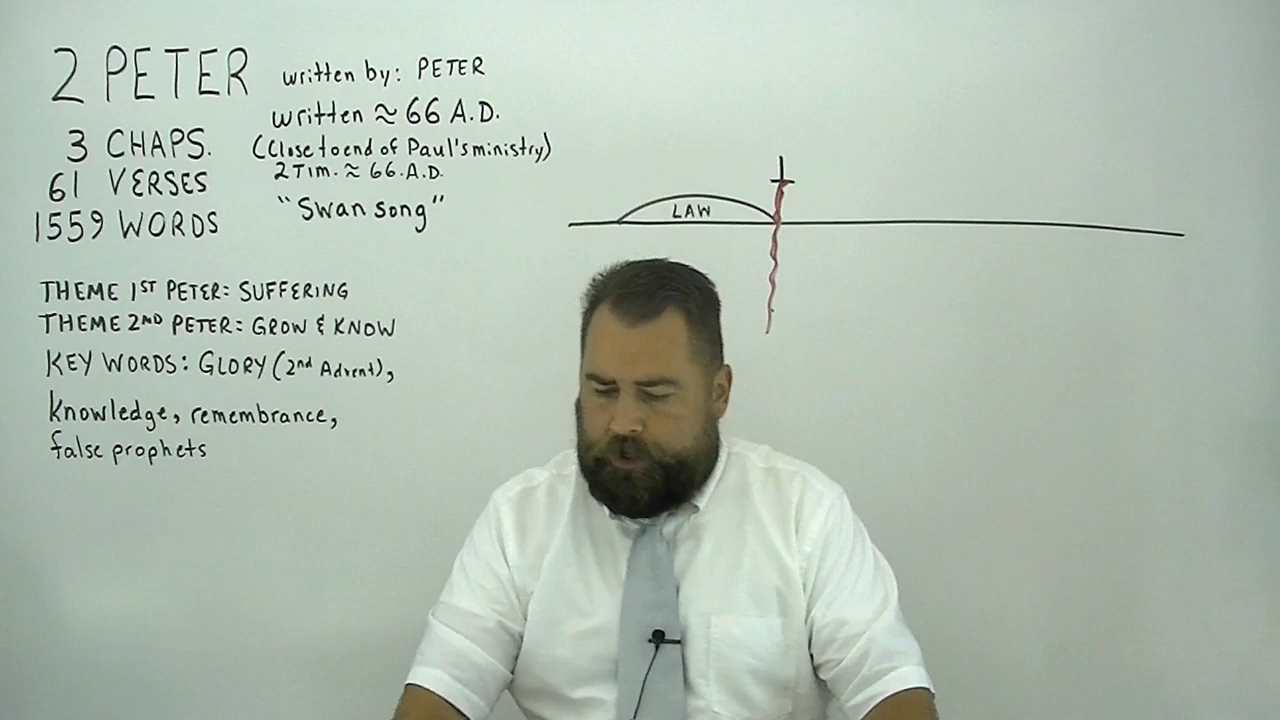 2 PETER
written by: PETER
written ≈ 66 A.D.
3 CHAPS.
(Close to end of Paul's ministry)
61 VERSES
2 Tim. ≈ 66.A.D.
1559 WORDS
"Swan song"
LAW
THEME 1ST PETER: SUFFERING
THEME 2ND PETER: GROW & KNOW
KEY WORDS: GLORY (2nd Advent),
knowledge, remembrance,
false prophets